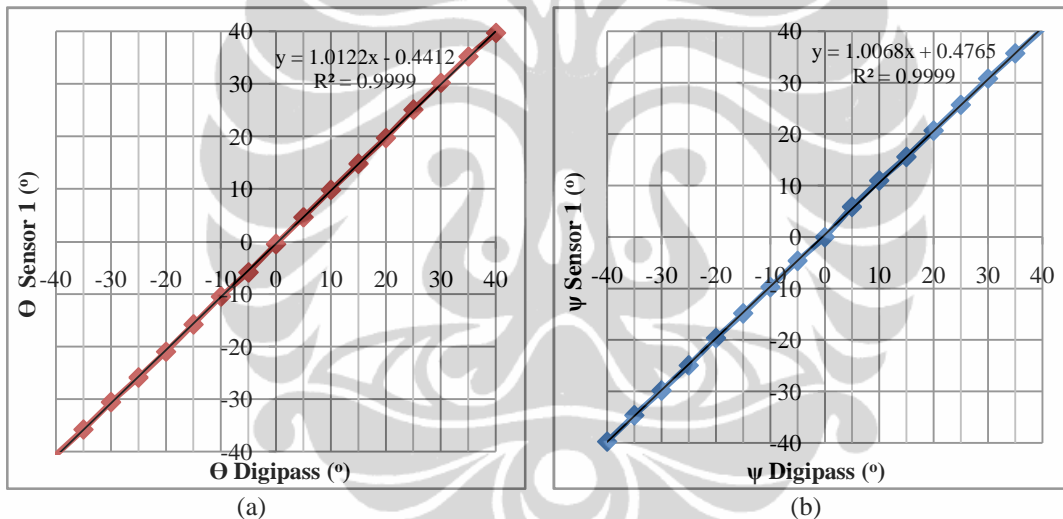 y = 1.0122x - 0.4412
R² = 0.9999
40
30
20
10
0
-10
-20
-30
-40
-40 -30 -20 -10 0 10 20 30 40
ϴ Sensor 1 (º)
ϴ Digipass (º)
(a)
y = 1.0068x + 0.4765
R² = 0.9999
40
30
20
10
0
-10
-20
-30
-40
-40 -30 -20 -10 0 10 20 30 40
ψ Sensor 1 (º)
ψ Digipass (º)
(b)